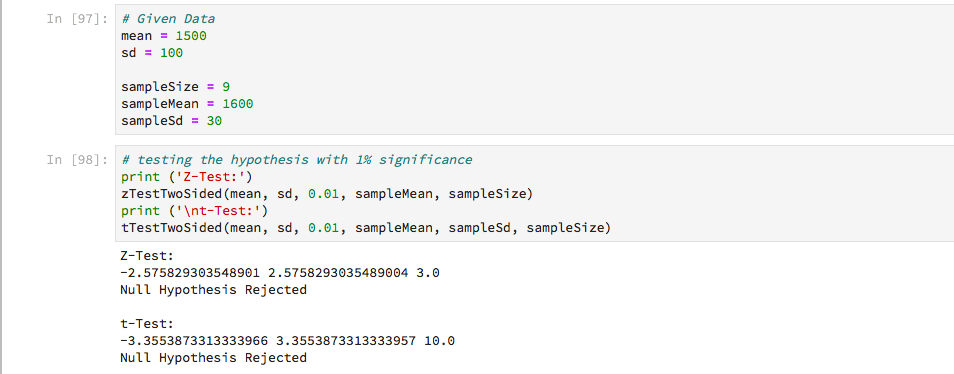 In [97]: # Given Data
mean = 1500
sd = 100
sampleSize = 9
sampleMean = 1600
sampleSd = 30
In [98]: # testing the hypothesis with 1% significance
print ('Z-Test:')
zTestTwoSided(mean, sd, 0.01, sampleMean, sampleSize)
print ('\nt-Test:')
tTestTwoSided(mean, sd, 0.01, sampleMean, sampleSd, sampleSize)
Z-Test:
-2.575829303548901 2.5758293035489004 3.0
Null Hypothesis Rejected
t-Test:
-3.3553873313333966 3.3553873313333957 10.0
Null Hypothesis Rejected